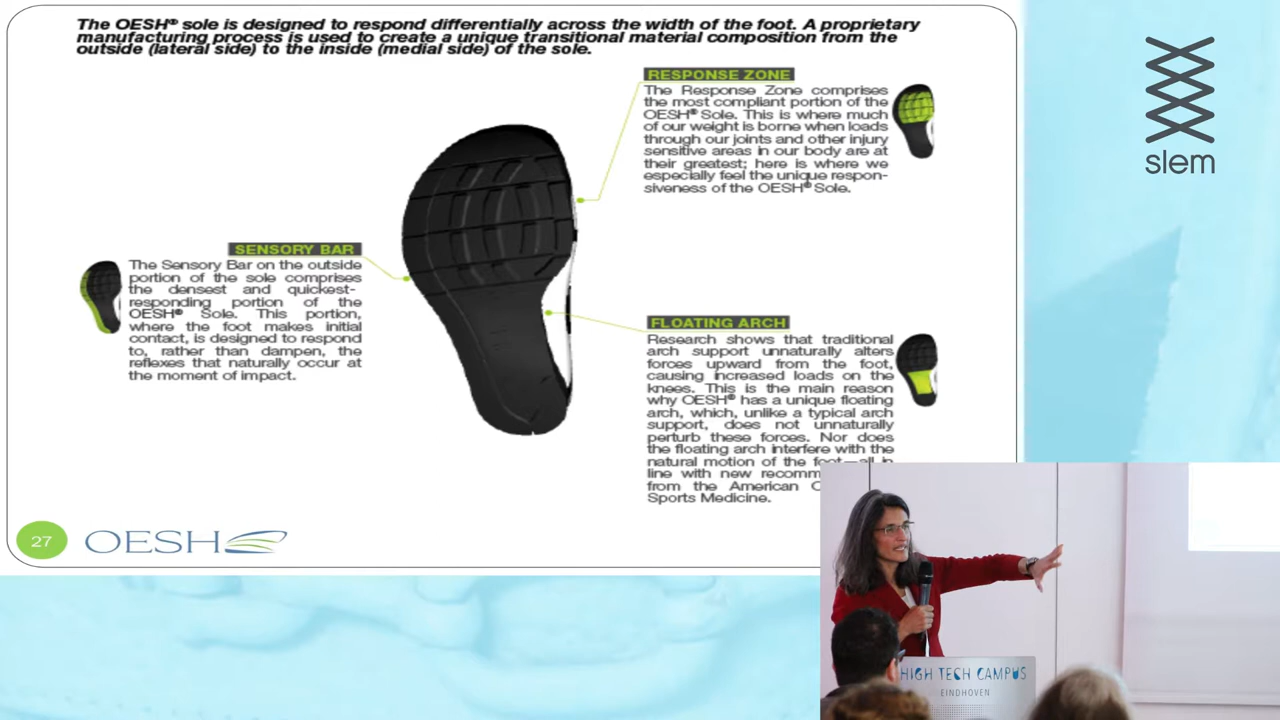 The OESH® sole is designed to respond differentially across the width of the foot. A proprietary
manufacturing process is used to create a unique transitional material composition from the
outside (lateral side) to the inside (medial side) of the sole.
RESPONSE ZONE
The Response Zone comprises
the most compliant portion of the
OESH® Sole. This is where much
of our weight is borne when loads
through our joints and other injury
sensitive areas in our body are at
their greatest; here is where we
especially feel the unique respon-
siveness of the OESH® Sole.
SENSORY BAR
The Sensory Bar on the outside
portion of the sole comprises
the densest and quickest-
responding portion of the
OESH® Sole. This portion,
where the foot makes initial
contact, is designed to respond
to, rather than dampen, the
reflexes that naturally occur at
the moment of impact.
FLOATING ARCH
Research shows that traditional
arch support unnaturally alters
forces upward from the foot,
causing increased loads on the
knees. This is the main reason
why OESH® has a unique floating
arch, which, unlike a typical arch
support, does not unnaturally
perturb these forces. Nor does
the floating arch interfere with the
natural motion of the foot—all in
line with new
from the American
Sports Medicine.
27
OESH
slem
HIGH TECH CAMPUS
EINDHOVEN